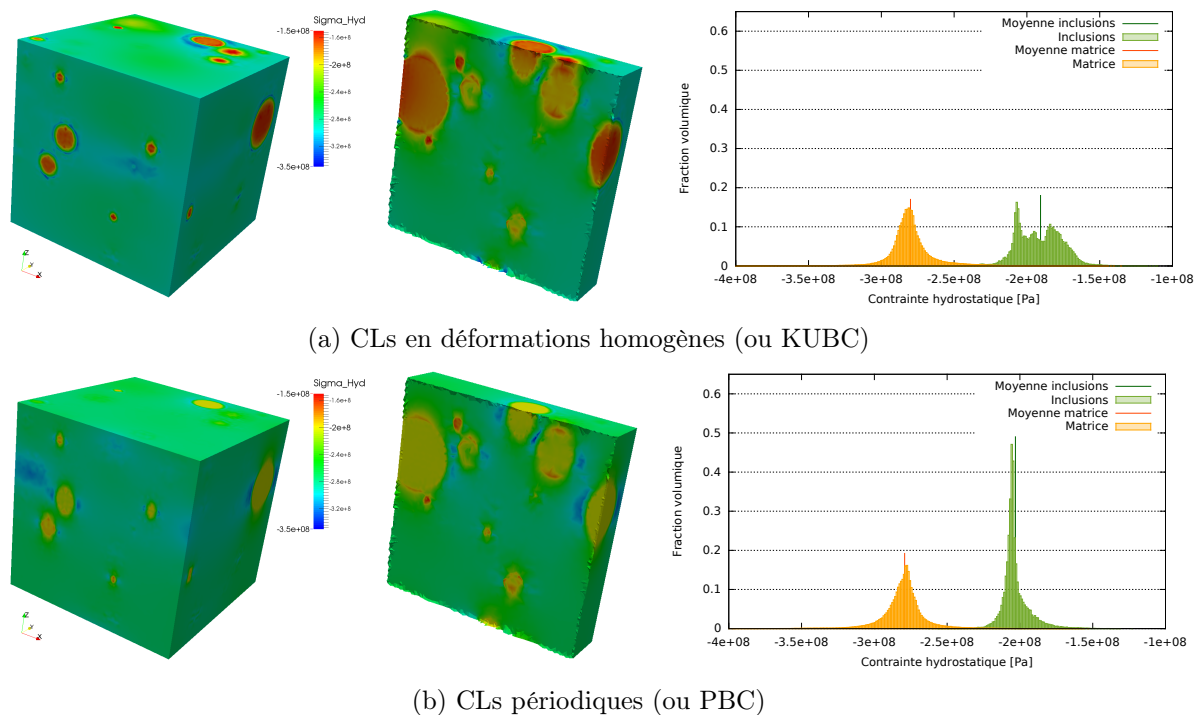 Sigma_Hyd
-1.5e+08
-1.6e+8
-2e+8
-2.4e+8
-2.8e+8
-3.2e+8
-3.5e+08
Z
Y
X
Fraction volumique
0.6
0.5
0.4
0.3
0.2
0.1
0
Moyenne inclusions
Inclusions
Moyenne matrice
Matrice
-4e+08 -3.5e+08 -3e+08 -2.5e+08 -2e+08 -1.5e+08 -1e+08
Contrainte hydrostatique [Pa]
(a) CLs en déformations homogènes (ou KUBC)
Sigma_Hyd
-1.5e+08
-1.6e+8
-2e+8
-2.4e+8
-2.8e+8
-3.2e+8
-3.5e+08
Z
Y
X
Fraction volumique
0.6
0.5
0.4
0.3
0.2
0.1
0
Moyenne inclusions
Inclusions
Moyenne matrice
Matrice
-4e+08 -3.5e+08 -3e+08 -2.5e+08 -2e+08 -1.5e+08 -1e+08
Contrainte hydrostatique [Pa]
(b) CLs périodiques (ou PBC)